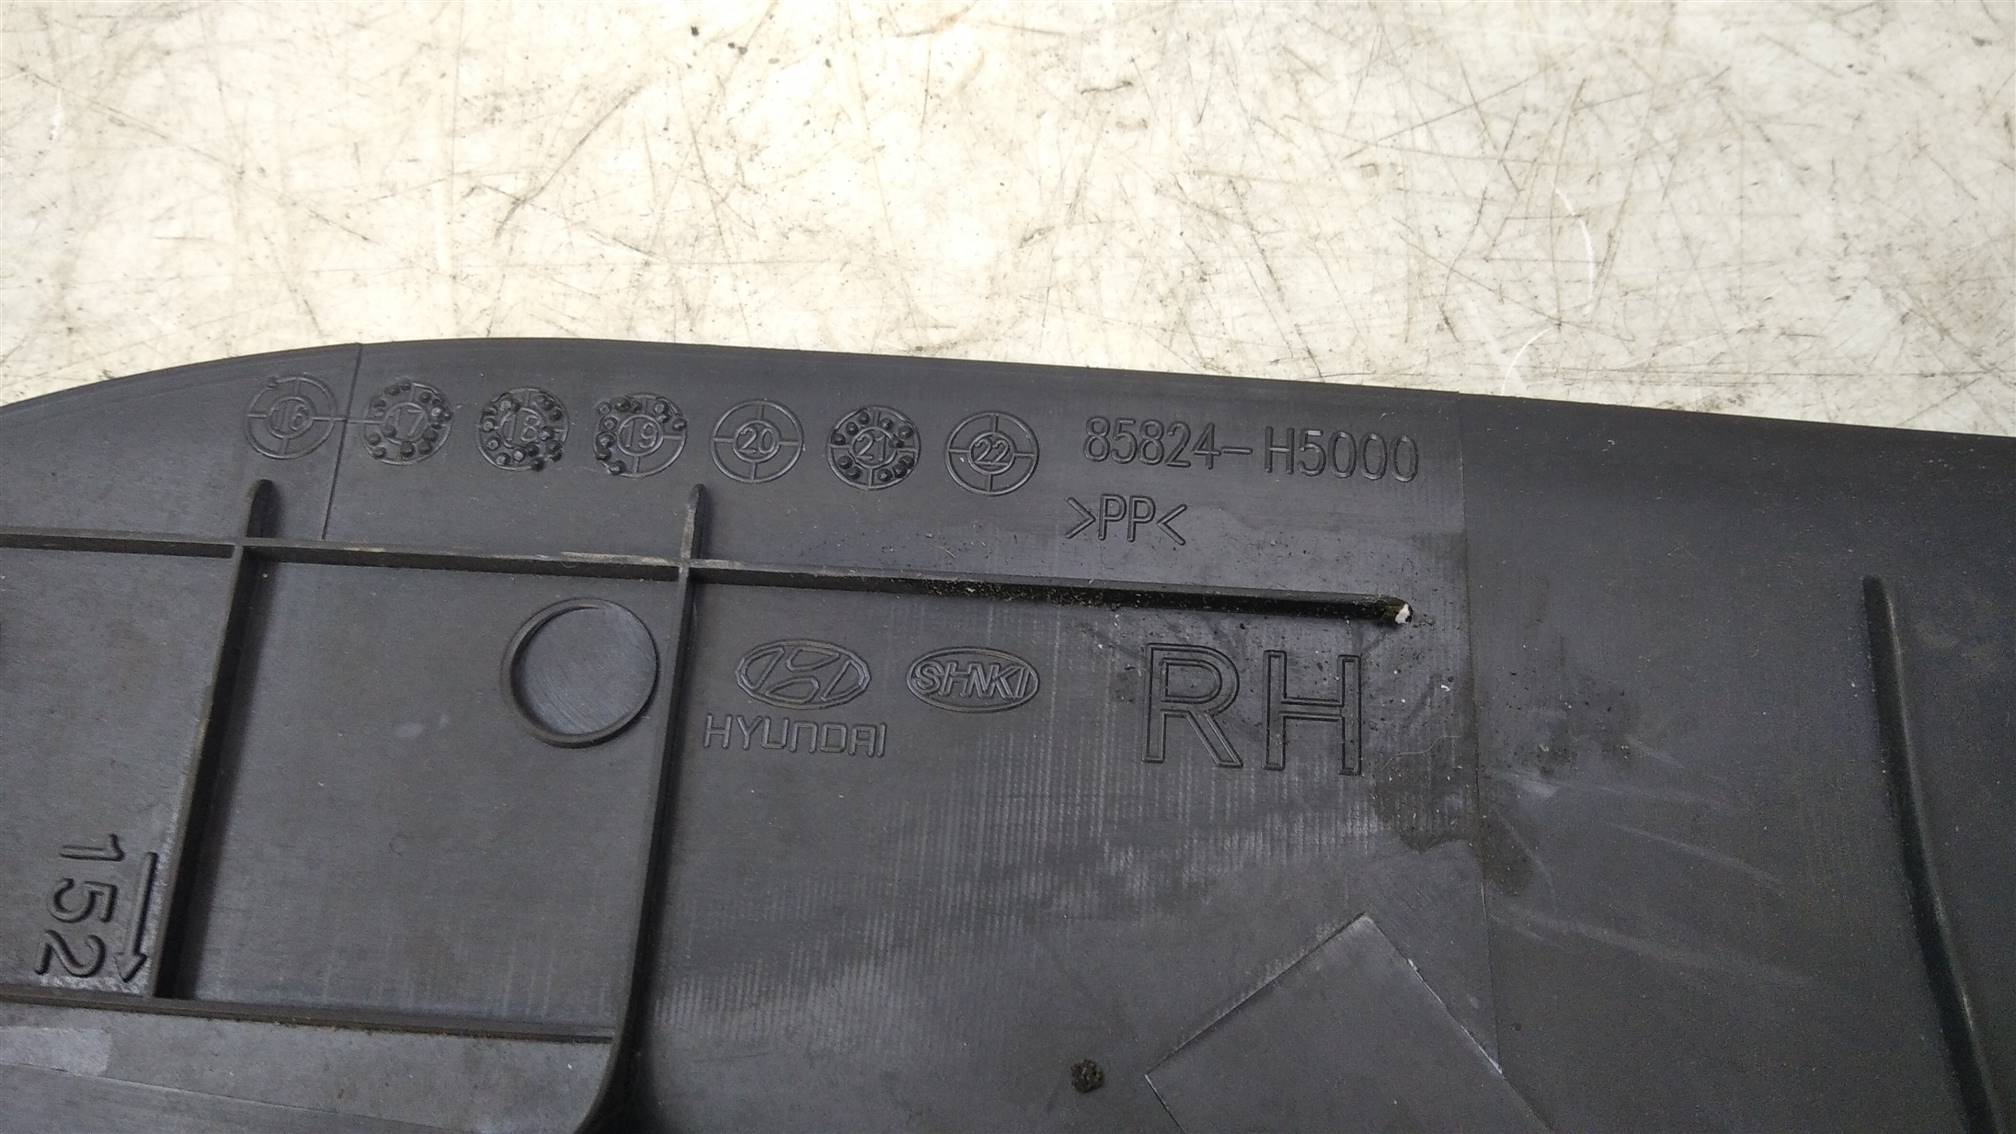 16 17 18 19 20 21 22 85824-H5000
>PP<
SHNKI RH
HYUNDAI
152